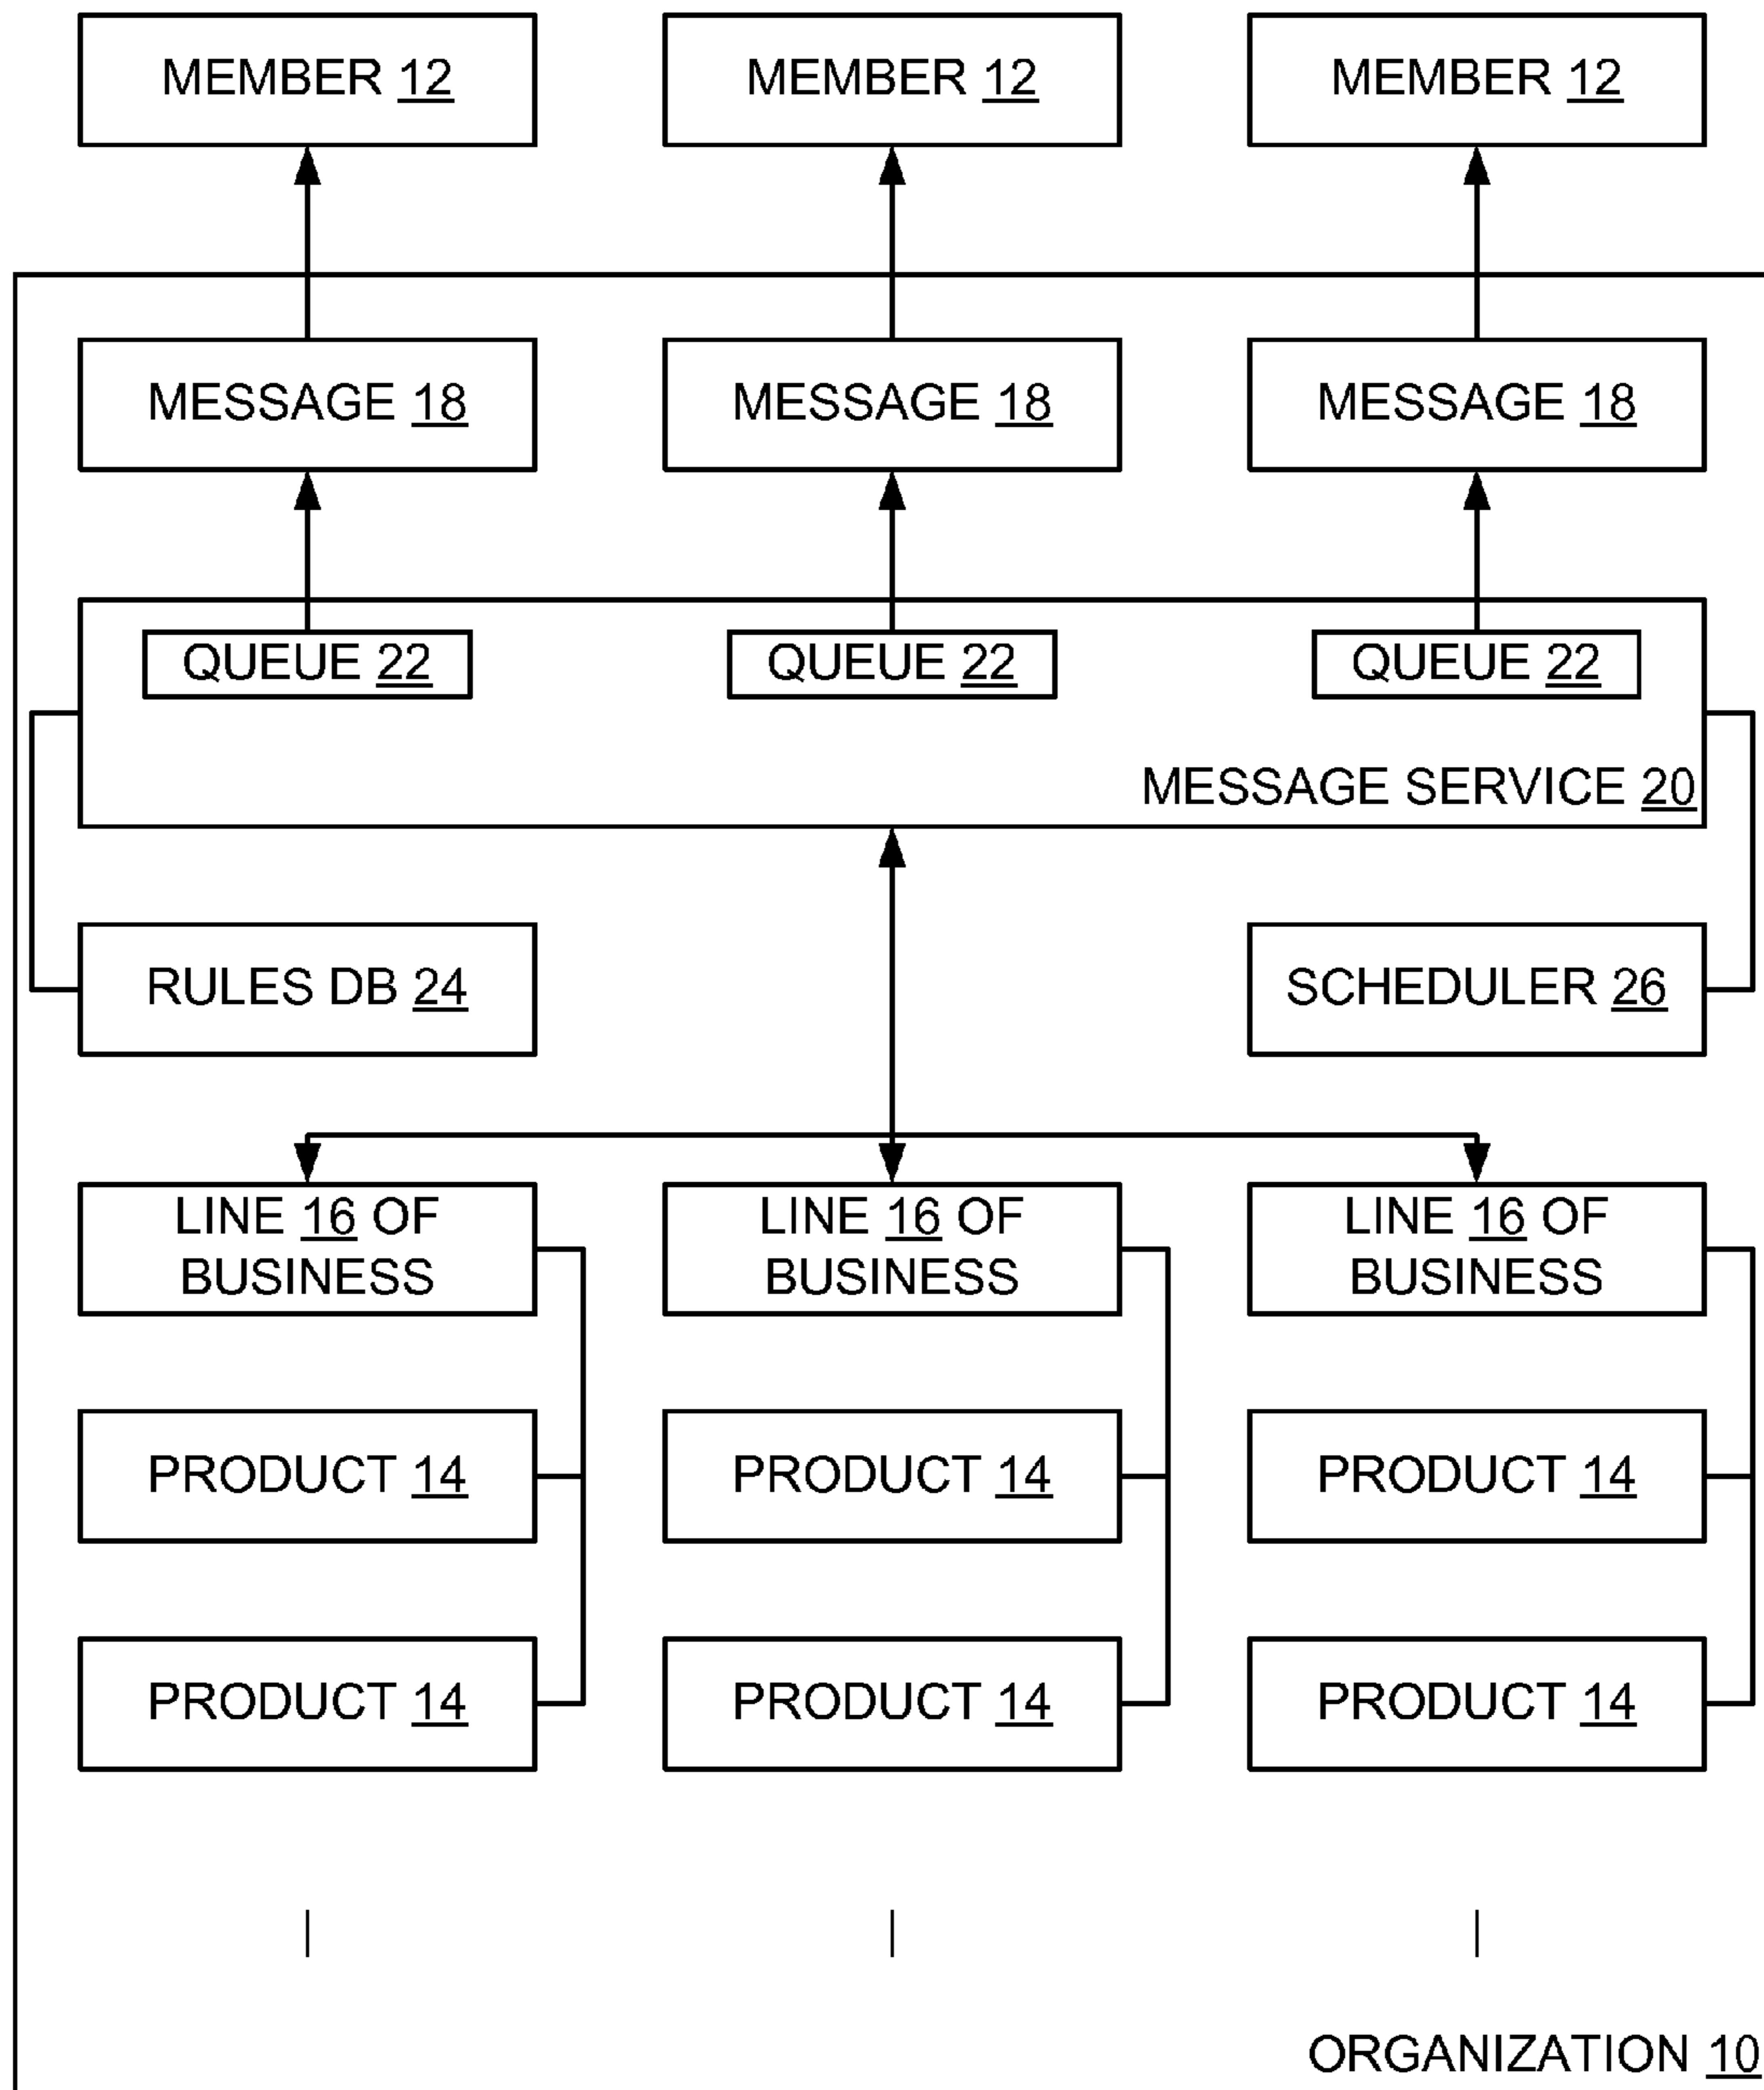 MEMBER 12
MEMBER 12
MEMBER 12
MESSAGE 18
MESSAGE 18
MESSAGE 18
QUEUE 22
QUEUE 22
QUEUE 22
MESSAGE SERVICE 20
RULES DB 24
SCHEDULER 26
LINE 16 OF
BUSINESS
LINE 16 OF
BUSINESS
LINE 16 OF
BUSINESS
PRODUCT 14
PRODUCT 14
PRODUCT 14
PRODUCT 14
PRODUCT 14
PRODUCT 14
ORGANIZATION 10